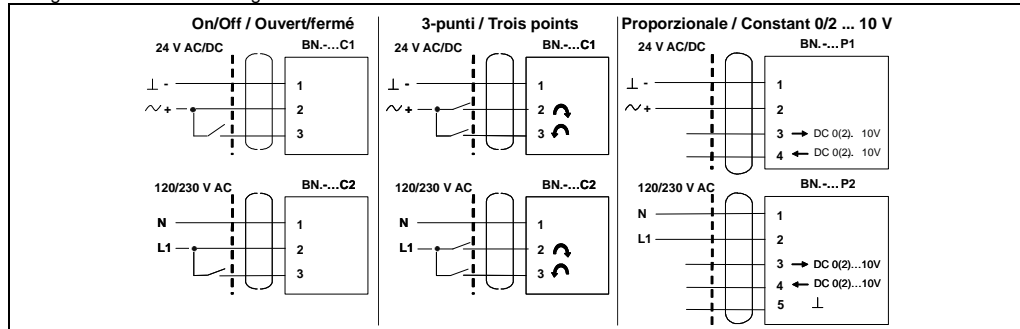 On/Off / Ouvert/fermé
24 V AC/DC
BN.-...C1
⊥ -
1
~ +
2
3
120/230 V AC
BN.-...C2
N
1
L1
2
3
3-punti / Trois points
24 V AC/DC
BN.-...C1
⊥ -
1
~ +
2
3
120/230 V AC
BN.-...C2
N
1
L1
2
3
Proporzionale / Constant 0/2 ... 10 V
24 V AC/DC
BN.-...P1
⊥ -
1
~ +
2
3 → DC 0(2). 10V
4 ← DC 0(2). 10V
120/230 V AC
BN.-...P2
N
1
L1
2
3 → DC 0(2)...10V
4 ← DC 0(2)...10V
5 ⊥